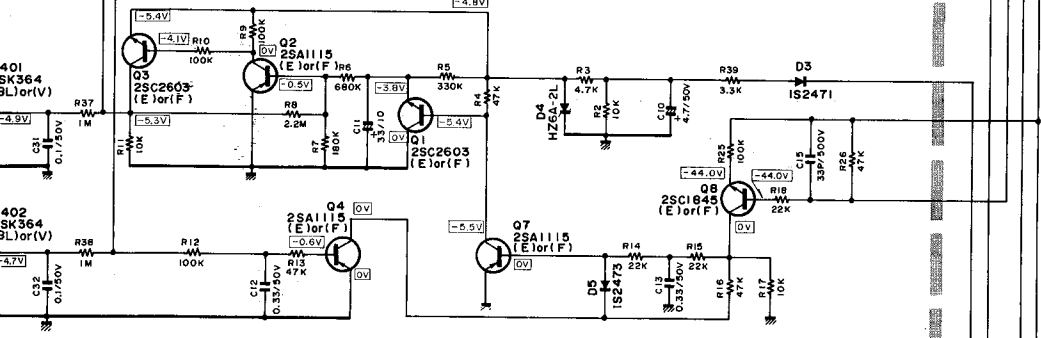 -4.8V
-5.4V
R9
100K
-4.1V
R10
100K
0V
Q2
2SA1115
(E)or(F)
-0.5V
401
SK364
(BL)or(V)
Q3
2SC2603
(E)or(F)
R6
680K
R5
330K
-3.8V
R4
47K
R3
4.7K
R39
3.3K
D3
1S2471
D4
HZ6A-2L
R2
10K
C10
4.7/50V
+
R37
1M
-4.9V
C31
0.1/50V
-5.3V
R11
10K
R8
2.2M
R7
180K
C11
33/10
+
0V
-5.4V
Q1
2SC2603
(E)or(F)
R25
100K
C15
33P/500V
R26
47K
-44.0V
-44.0V
Q8
2SC1845
(E)or(F)
R18
22K
0V
402
SK364
(BL)or(V)
-4.7V
R38
1M
C32
0.1/50V
R12
100K
C12
0.33/50V
Q4
2SA1115
(E)or(F)
0V
-0.6V
R13
47K
0V
-5.5V
Q7
2SA1115
(E)or(F)
0V
R14
22K
R15
22K
D5
1S2473
C13
0.33/50V
R16
47K
R17
10K